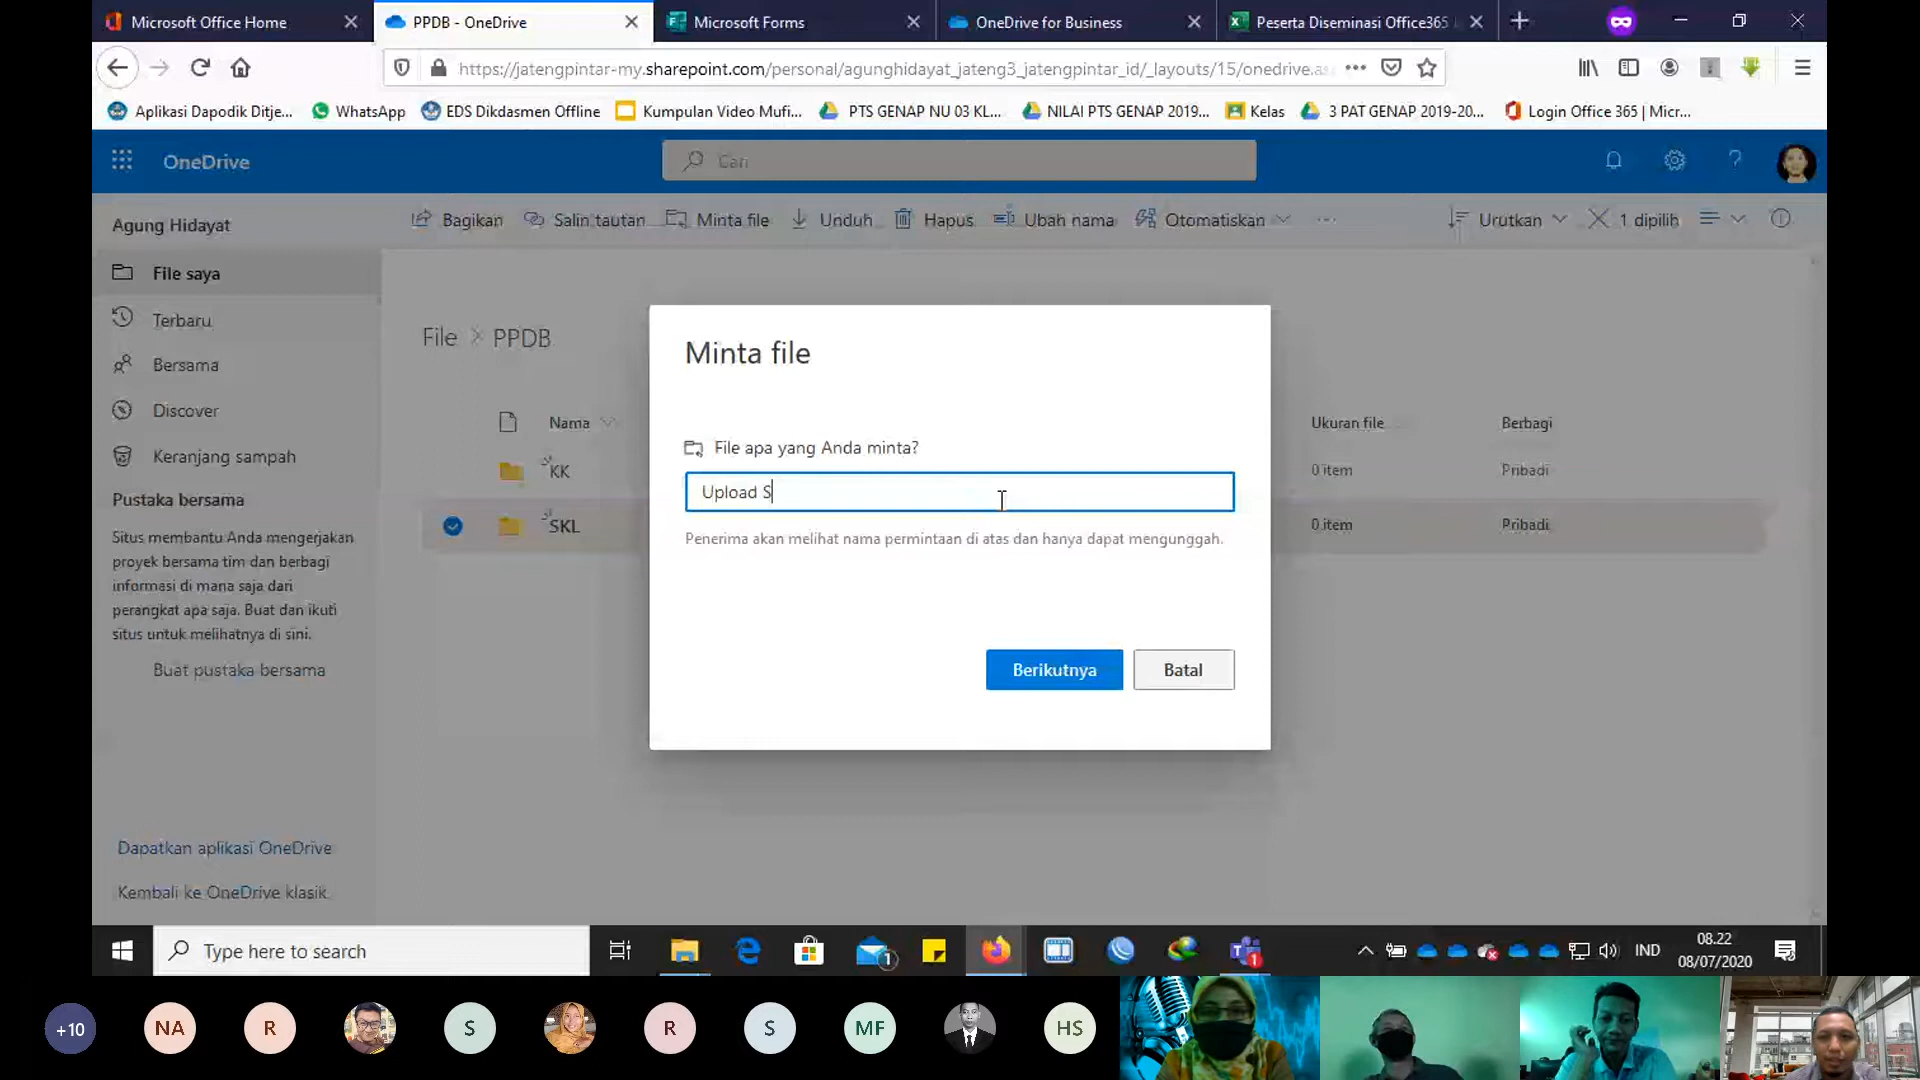 Microsoft Office Home
PPDB - OneDrive
Microsoft Forms
OneDrive for Business
Peserta Diseminasi Office365
https://jatengpintar-my.sharepoint.com/personal/agunghidayat_jateng3_jatengpintar_id/_layouts/15/onedrive.as
Aplikasi Dapodik Ditje...
WhatsApp
EDS Dikdasmen Offline
Kumpulan Video Mufi...
PTS GENAP NU 03 KL...
NILAI PTS GENAP 2019...
Kelas
3 PAT GENAP 2019-20...
Login Office 365 | Micr...
OneDrive
Cari
Agung Hidayat
Bagikan
Salin tautan
Minta file
Unduh
Hapus
Ubah nama
Otomatiskan
Urutkan
1 dipilih
File saya
Terbaru
Bersama
Discover
Keranjang sampah
Pustaka bersama
Situs membantu Anda mengerjakan
proyek bersama tim dan berbagi
informasi di mana saja dari
perangkat apa saja. Buat dan ikuti
situs untuk melihatnya di sini.
Buat pustaka bersama
Dapatkan aplikasi OneDrive
Kembali ke OneDrive klasik
File > PPDB
Nama
Ukuran file
Berbagi
KK
0 item
Pribadi
SKL
0 item
Pribadi
Minta file
File apa yang Anda minta?
Upload S
Penerima akan melihat nama permintaan di atas dan hanya dapat mengunggah.
Berikutnya
Batal
Type here to search
1
1
IND
08.22
08/07/2020
+10
NA
R
S
R
S
MF
HS